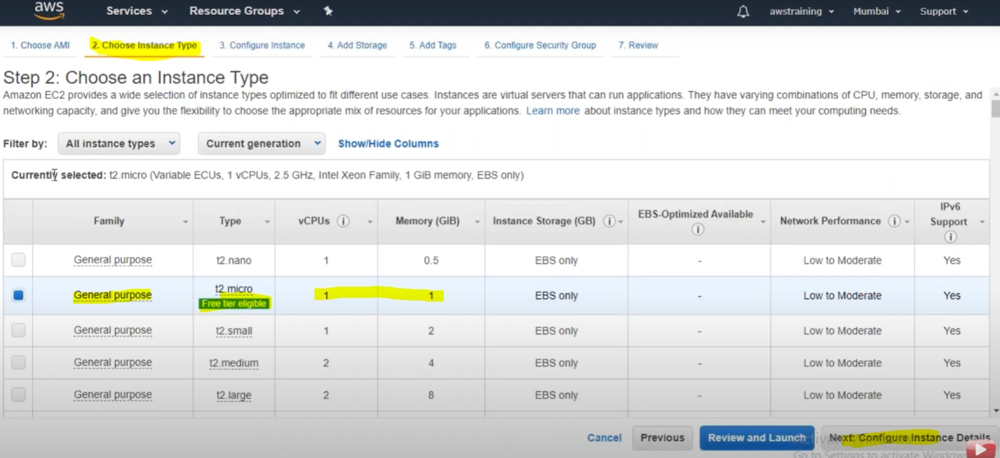 aws Services Resource Groups awstraining Mumbai Support
1. Choose AMI 2. Choose Instance Type 3. Configure Instance 4. Add Storage 5. Add Tags 6. Configure Security Group 7. Review
Step 2: Choose an Instance Type
Amazon EC2 provides a wide selection of instance types optimized to fit different use cases. Instances are virtual servers that can run applications. They have varying combinations of CPU, memory, storage, and
networking capacity, and give you the flexibility to choose the appropriate mix of resources for your applications. Learn more about instance types and how they can meet your computing needs.
Filter by: All instance types Current generation Show/Hide Columns
Currently selected: t2.micro (Variable ECUs, 1 vCPUs, 2.5 GHz, Intel Xeon Family, 1 GiB memory, EBS only)
Family Type vCPUs Memory (GiB) Instance Storage (GB) EBS-Optimized Available Network Performance IPv6 Support
General purpose t2.nano 1 0.5 EBS only - Low to Moderate Yes
General purpose t2.micro Free tier eligible 1 1 EBS only - Low to Moderate Yes
General purpose t2.small 1 2 EBS only - Low to Moderate Yes
General purpose t2.medium 2 4 EBS only - Low to Moderate Yes
General purpose t2.large 2 8 EBS only - Low to Moderate Yes
Cancel Previous Review and Launch Next: Configure Instance Details
Activate Windows
Go to Settings to activate Windows